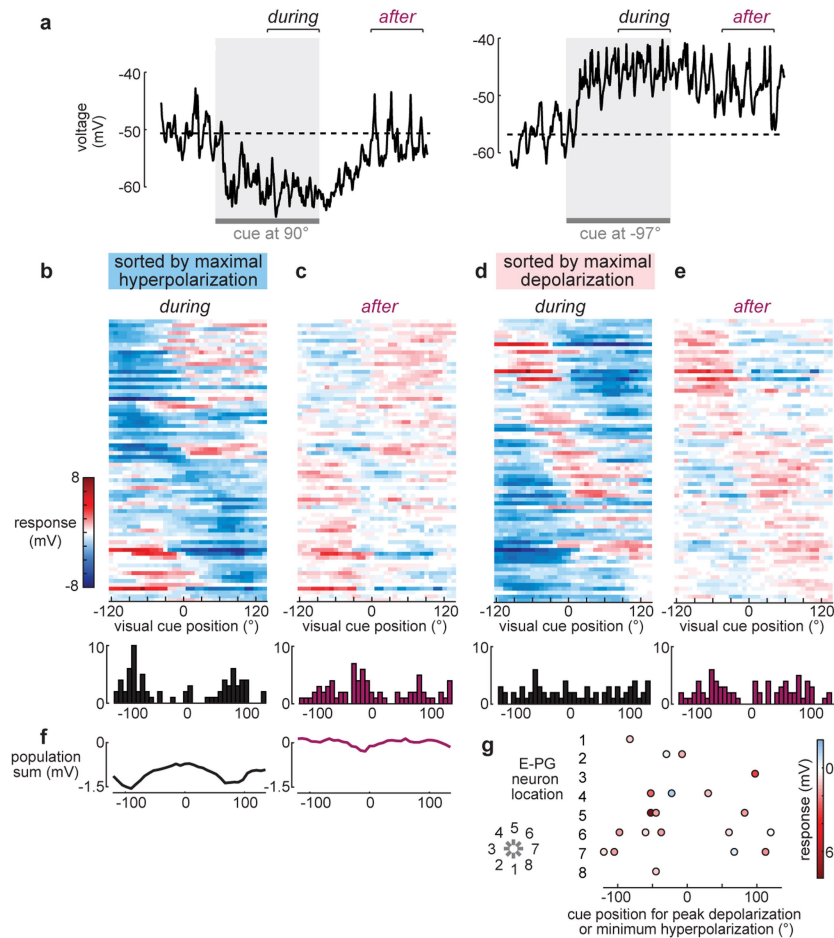 a
during
after
during
after
voltage
(mV)
-40
-50
-60
-40
-50
-60
cue at 90°
cue at -97°
b
sorted by maximal
hyperpolarization
c
d
sorted by maximal
depolarization
e
during
after
during
after
8
response
(mV)
-8
-120 0 120
visual cue position (°)
0 120
visual cue position (°)
-120 0 120
visual cue position (°)
0 120
visual cue position (°)
10
0
-100 0 100
10
0
-100 0 100
10
0
-100 0 100
10
0
-100 0 100
f
population
sum (mV)
0
-1.5
-100 0 100
0
-1.5
-100 0 100
g
E-PG
neuron
location
4 5 6
3 7
2 1 8
1
2
3
4
5
6
7
8
-100 0 100
cue position for peak depolarization
or minimum hyperpolarization (°)
0
6
response (mV)